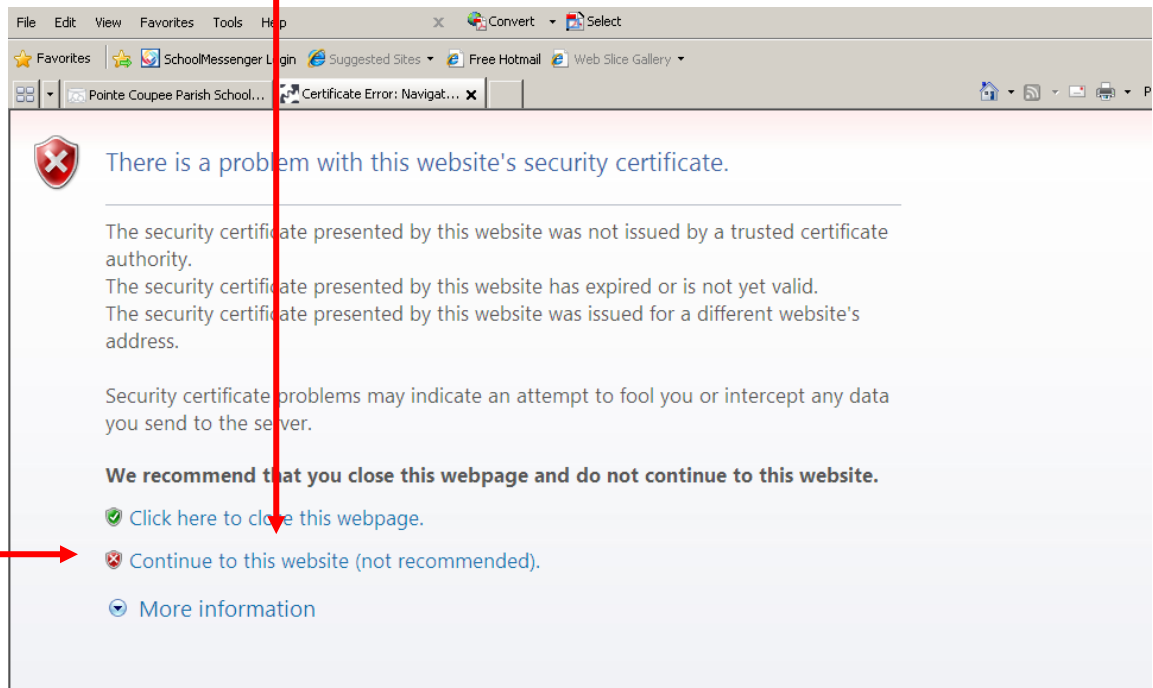 File Edit View Favorites Tools Help x Convert Select
Favorites SchoolMessenger Login Suggested Sites Free Hotmail Web Slice Gallery
Pointe Coupee Parish School... Certificate Error: Navigat... x P
There is a problem with this website's security certificate.
The security certificate presented by this website was not issued by a trusted certificate
authority.
The security certificate presented by this website has expired or is not yet valid.
The security certificate presented by this website was issued for a different website's
address.
Security certificate problems may indicate an attempt to fool you or intercept any data
you send to the server.
We recommend that you close this webpage and do not continue to this website.
Click here to close this webpage.
Continue to this website (not recommended).
More information